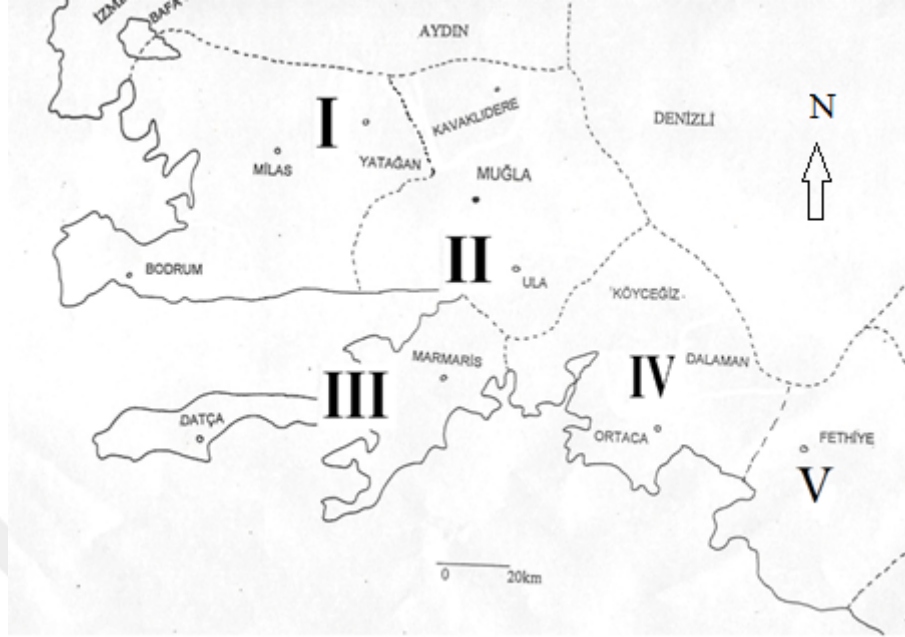 İZMİ
BAFA
AYDIN
KAVAKLIDERE
N
I
DENİZLİ
MİLAS
YATAĞAN
MUĞLA
II
BODRUM
ULA
KÖYCEĞİZ
MARMARİS
DALAMAN
IV
III
DATÇA
ORTACA
FETHİYE
V
0 20km